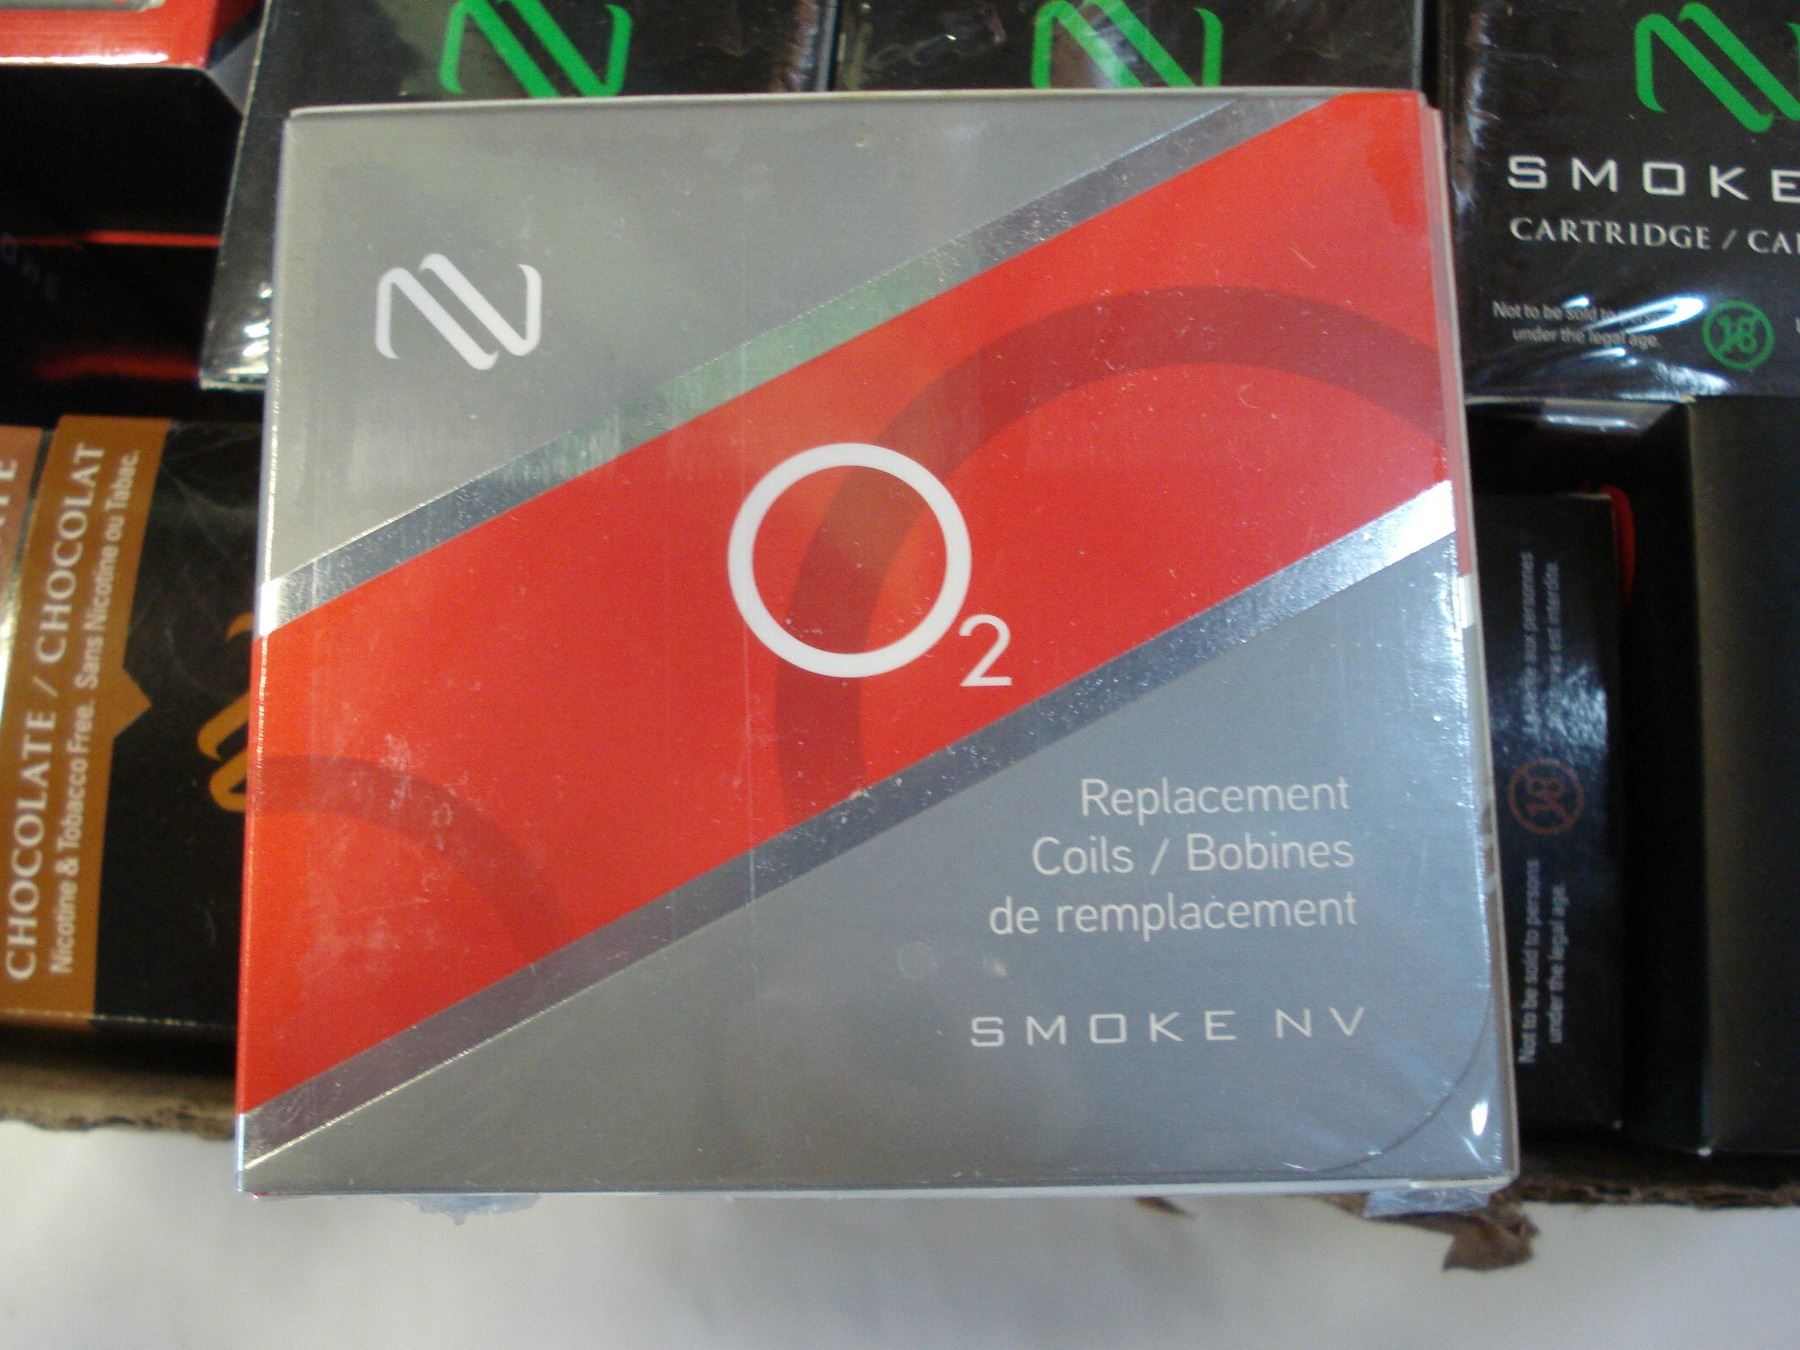 SMOKE
CARTRIDGE / CA
Not to be sold to
under the legal age.
18
O2
Replacement
Coils / Bobines
de remplacement
SMOKE NV
CHOCOLATE / CHOCOLAT
Nicotine & Tobacco Free. Sans Nicotine ou Tabac.
Not to be sold to persons
under the legal age.
18